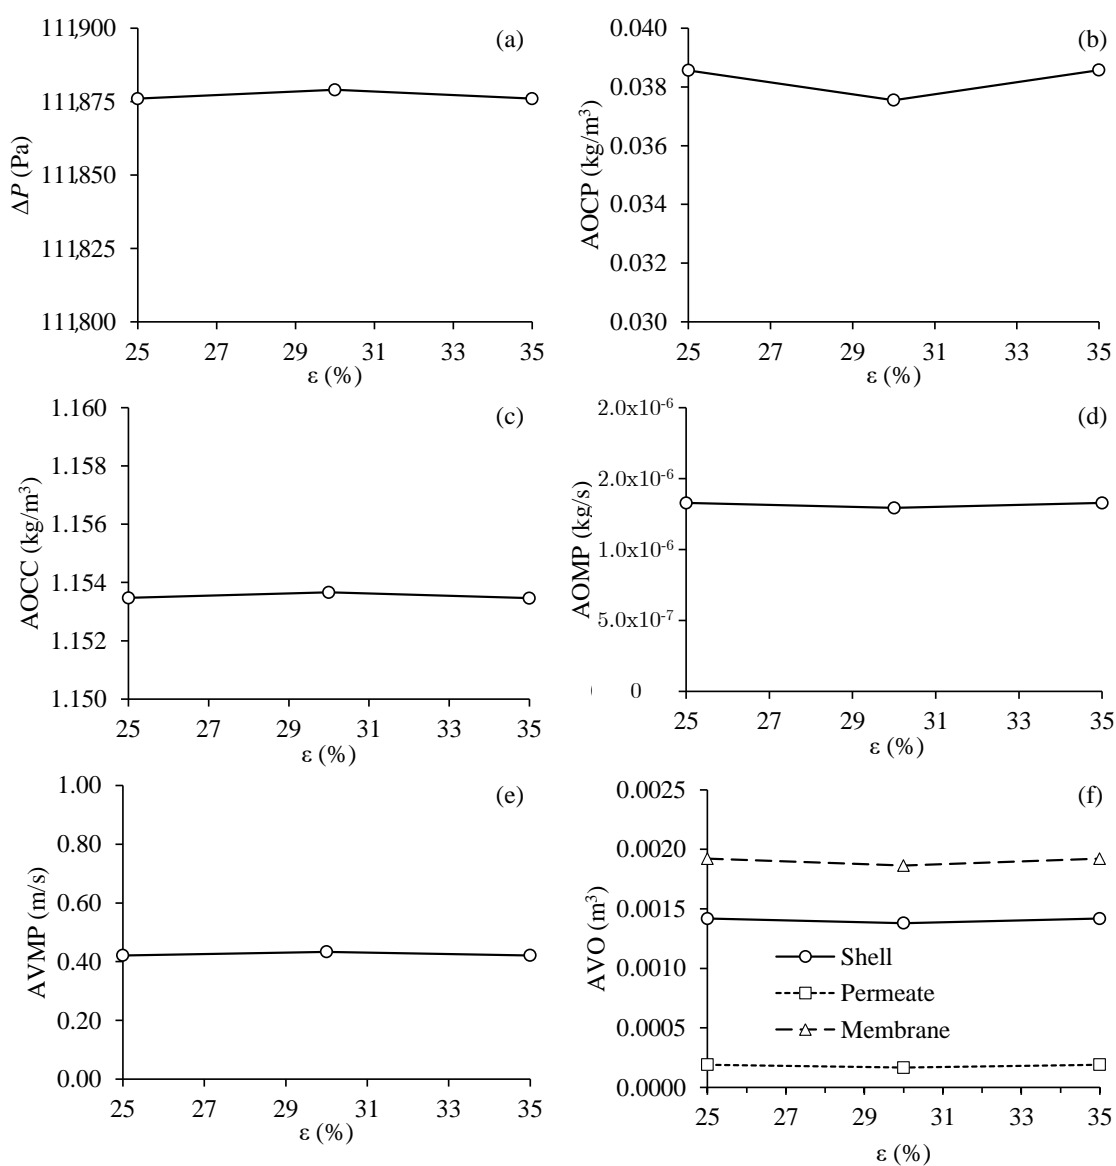 (a)
111,900
111,875
111,850
111,825
111,800
ΔP (Pa)
25 27 29 31 33 35
ε (%)
(b)
0.040
0.038
0.036
0.034
0.032
0.030
AOCP (kg/m³)
25 27 29 31 33 35
ε (%)
(c)
1.160
1.158
1.156
1.154
1.152
1.150
AOCC (kg/m³)
25 27 29 31 33 35
ε (%)
(d)
2.0x10⁻⁶
2.0x10⁻⁶
1.0x10⁻⁶
5.0x10⁻⁷
0
AOMP (kg/s)
25 27 29 31 33 35
ε (%)
(e)
1.00
0.80
0.60
0.40
0.20
0.00
AVMP (m/s)
25 27 29 31 33 35
ε (%)
(f)
0.0025
0.0020
0.0015
0.0010
0.0005
0.0000
AVO (m³)
Shell
Permeate
Membrane
25 27 29 31 33 35
ε (%)